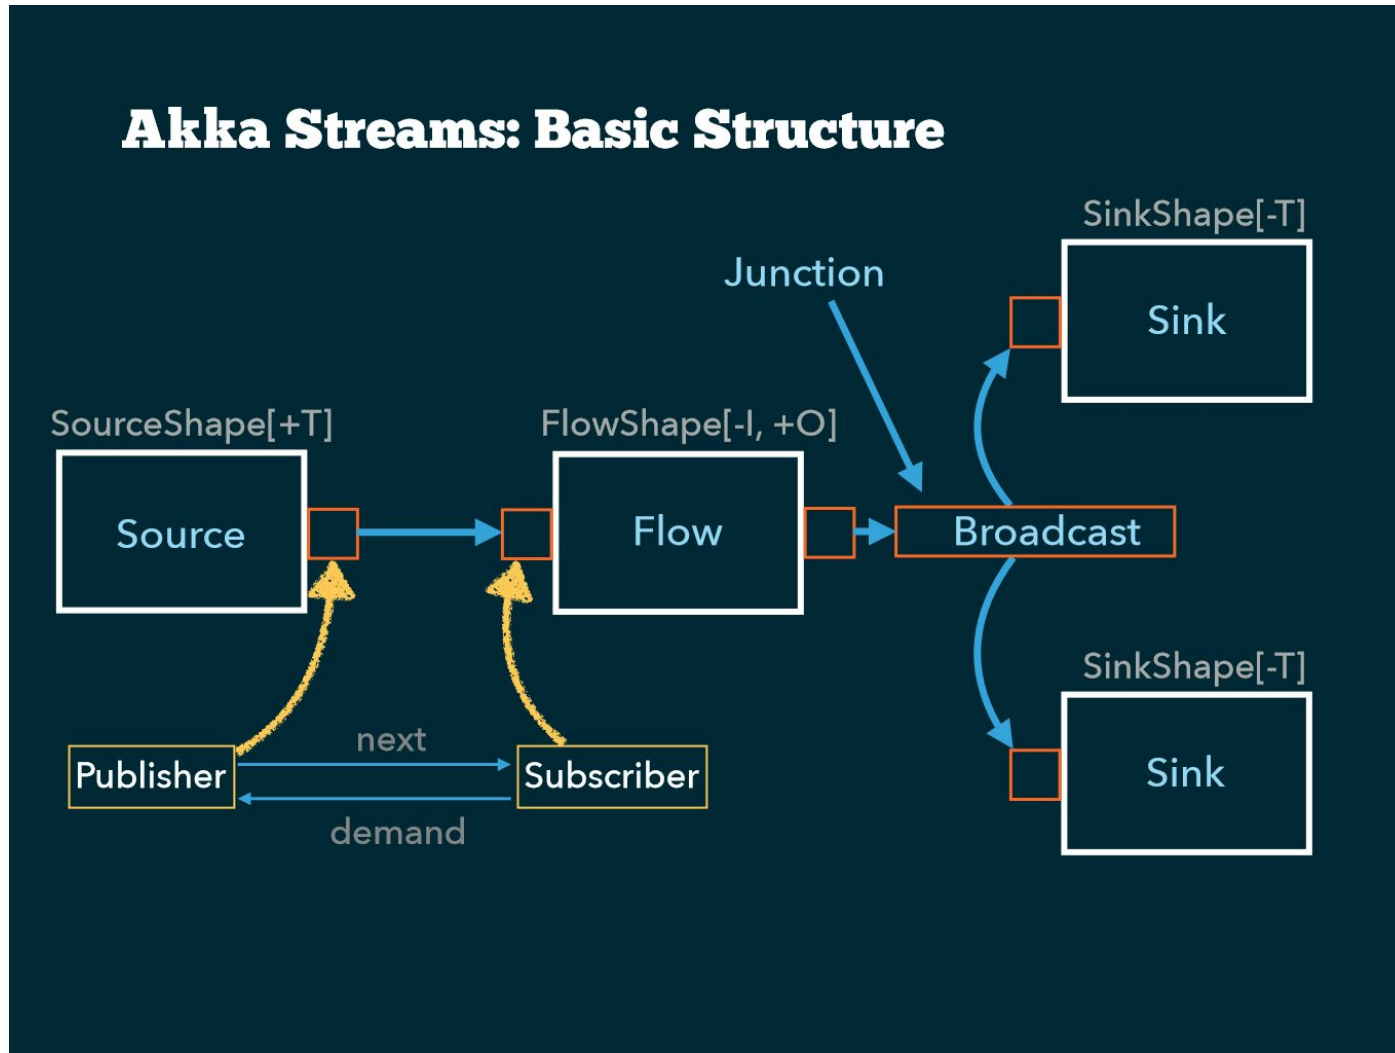 Akka Streams: Basic Structure
SinkShape[-T]
Junction
Sink
SourceShape[+T]
FlowShape[-I, +O]
Source
Flow
Broadcast
SinkShape[-T]
next
Publisher
Subscriber
Sink
demand